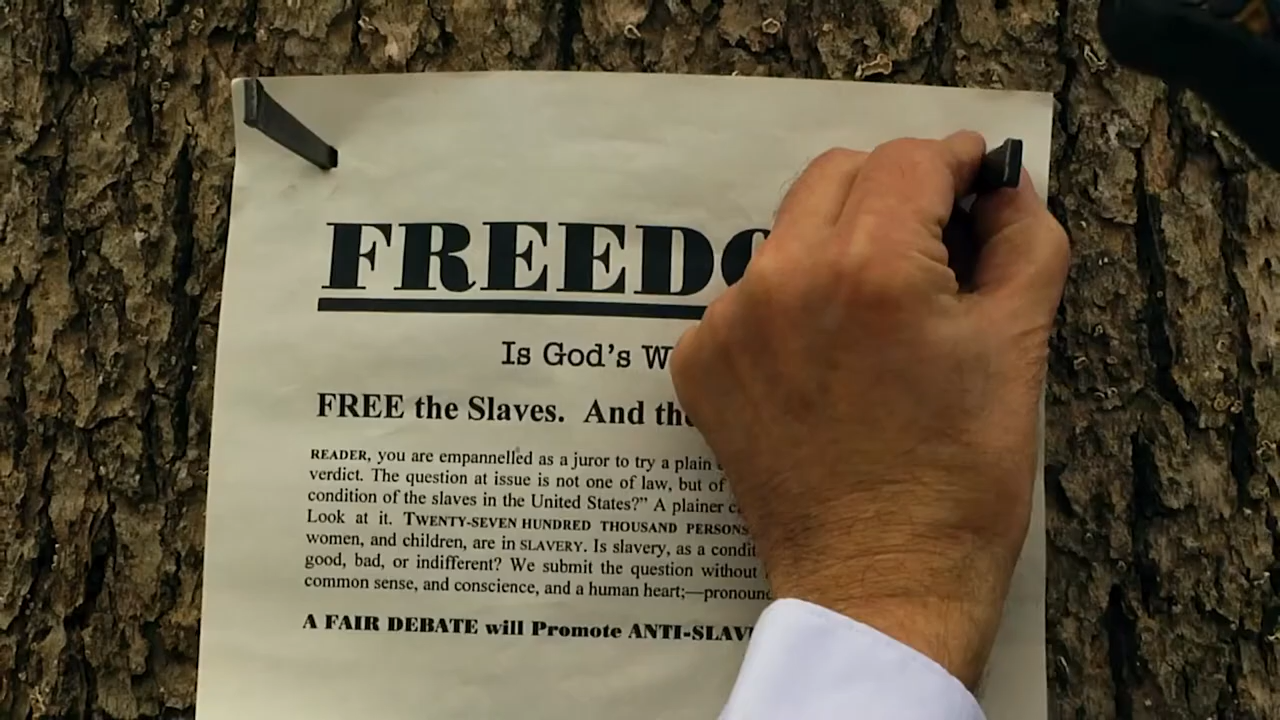 FREEDO
Is God's W
FREE the Slaves. And the
READER, you are empannelled as a juror to try a plain
verdict. The question at issue is not one of law, but of
condition of the slaves in the United States?" A plainer
Look at it. TWENTY-SEVEN HUNDRED THOUSAND PERSONS
women, and children, are in SLAVERY. Is slavery, as a condit
good, bad, or indifferent? We submit the question without
common sense, and conscience, and a human heart;—pronounc
A FAIR DEBATE will Promote ANTI-SLAV